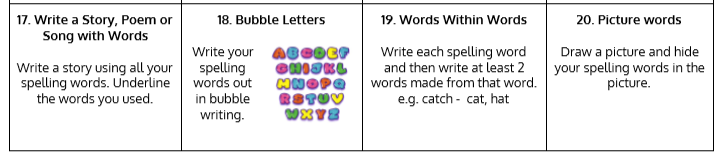 17. Write a Story, Poem or
Song with Words
Write a story using all your
spelling words. Underline
the words you used.
18. Bubble Letters
Write your
spelling
words out
in bubble
writing.
ABCDEF
GHIJKL
MNOPQ
RSTUV
WXYZ
19. Words Within Words
Write each spelling word
and then write at least 2
words made from that word.
e.g. catch -  cat, hat
20. Picture words
Draw a picture and hide
your spelling words in the
picture.